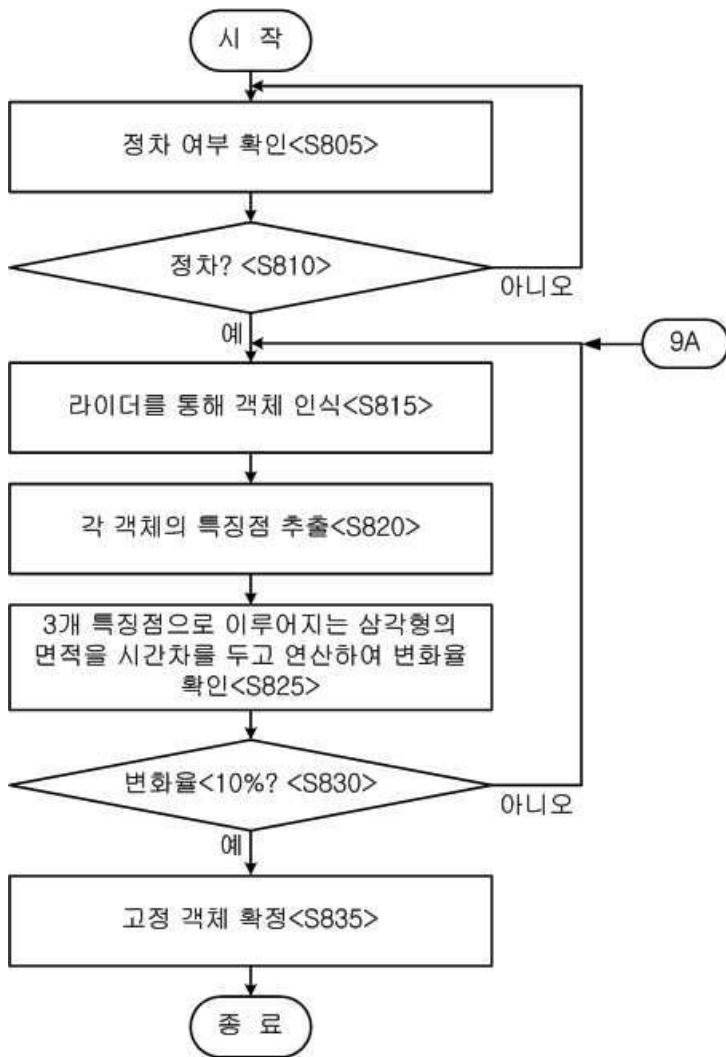 시 작
정차 여부 확인<S805>
정차? <S810>
아니오
예
9A
라이더를 통해 객체 인식<S815>
각 객체의 특징점 추출<S820>
3개 특징점으로 이루어지는 삼각형의
면적을 시간차를 두고 연산하여 변화율
확인<S825>
변화율<10%? <S830>
아니오
예
고정 객체 확정<S835>
종 료